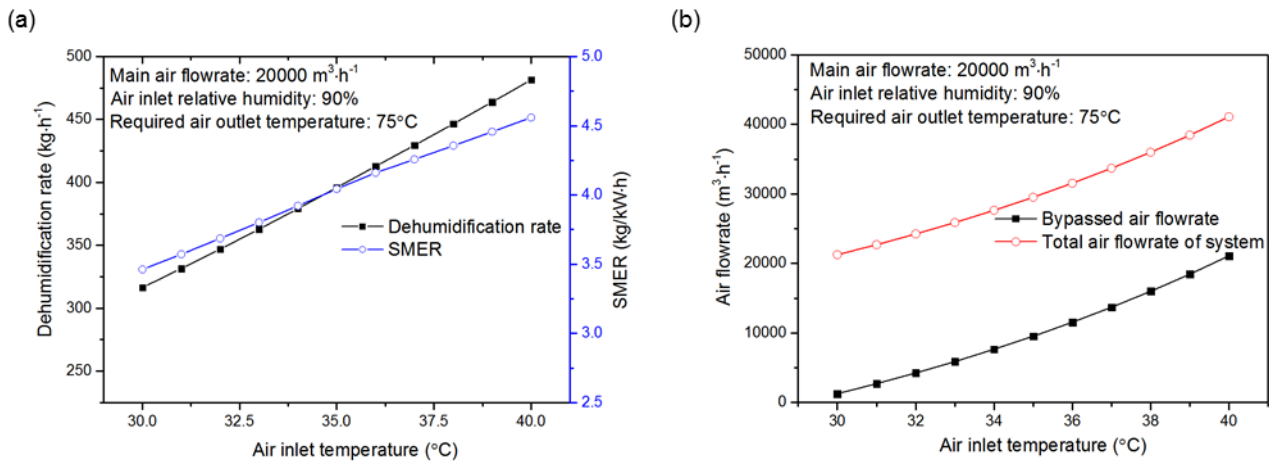 (a)
500
450
400
350
300
250
Dehumidification rate (kg·h⁻¹)
Main air flowrate: 20000 m³·h⁻¹
Air inlet relative humidity: 90%
Required air outlet temperature: 75°C
Dehumidification rate
SMER
5.0
4.5
4.0
3.5
3.0
2.5
SMER (kg/kW·h)
30.0 32.5 35.0 37.5 40.0
Air inlet temperature (°C)
(b)
50000
40000
30000
20000
10000
0
Air flowrate (m³·h⁻¹)
Main air flowrate: 20000 m³·h⁻¹
Air inlet relative humidity: 90%
Required air outlet temperature: 75°C
Bypassed air flowrate
Total air flowrate of system
30 32 34 36 38 40
Air inlet temperature (°C)